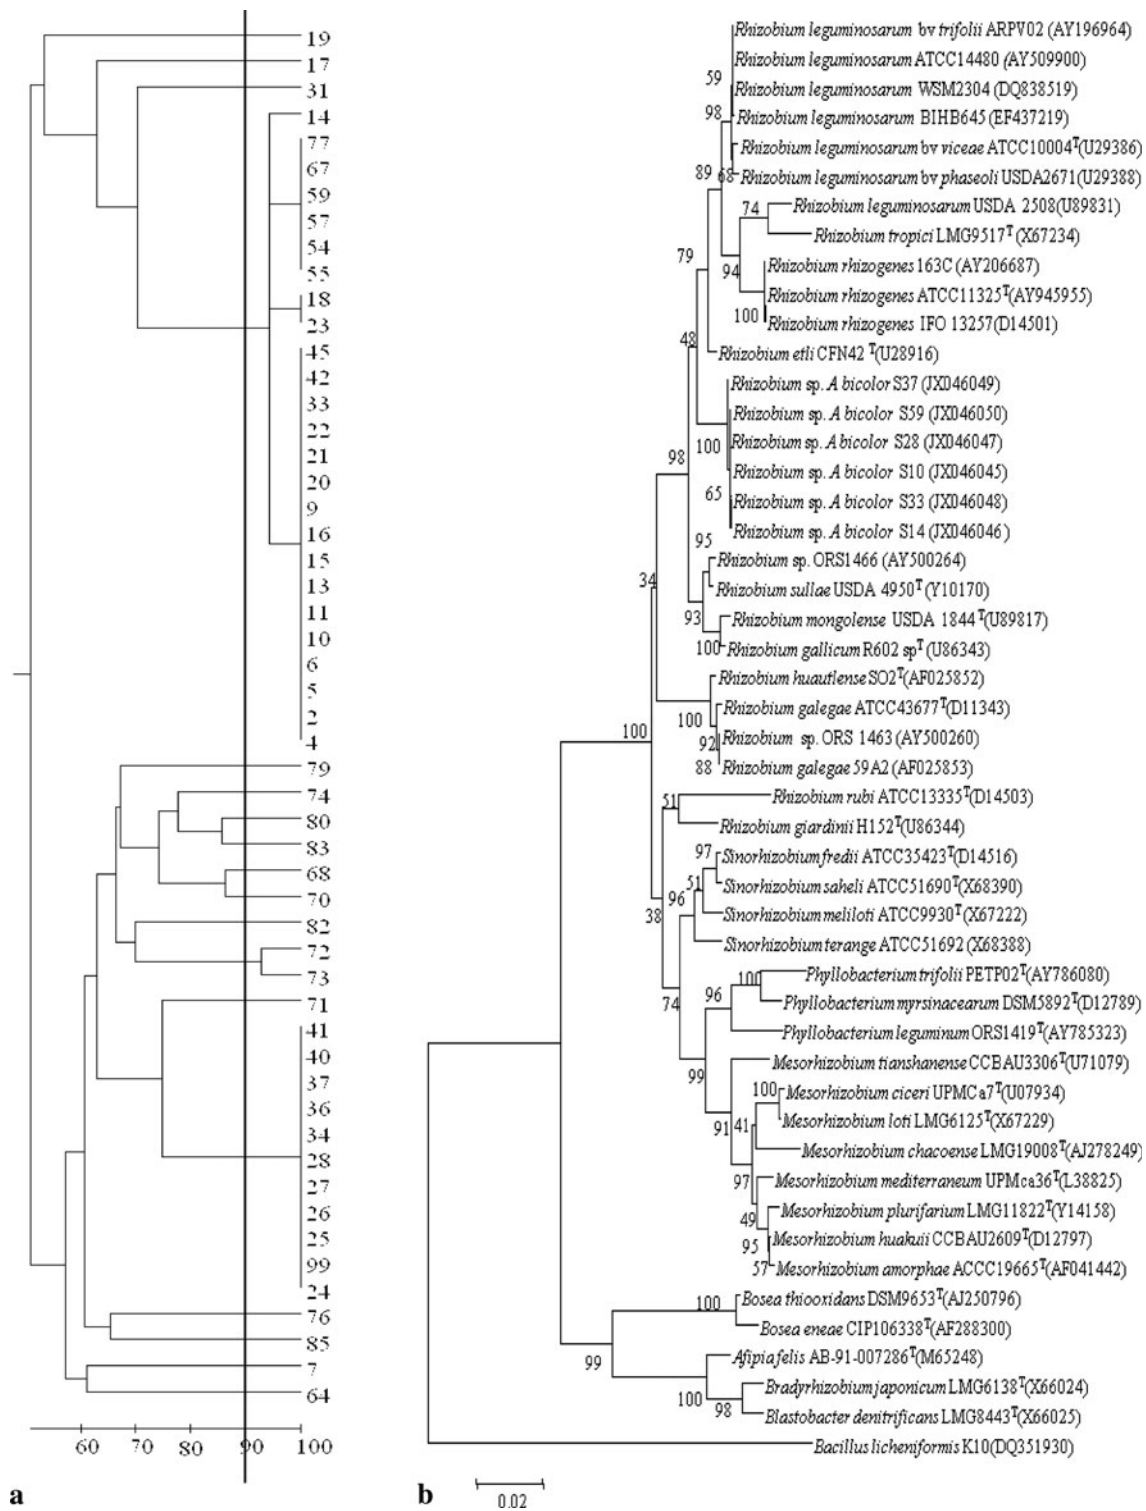 19
17
31
14
77
67
59
57
54
55
18
23
45
42
33
22
21
20
9
16
15
13
11
10
6
5
2
4
79
74
80
83
68
70
82
72
73
71
41
40
37
36
34
28
27
26
25
99
24
76
85
7
64
60 70 80 90 100
a
Rhizobium leguminosarum bv trifolii ARPV02 (AY196964)
Rhizobium leguminosarum ATCC14480 (AY509900)
59
Rhizobium leguminosarum WSM2304 (DQ838519)
98
Rhizobium leguminosarum BIHB645 (EF437219)
Rhizobium leguminosarum bv viceae ATCC10004T(U29386)
89 68
Rhizobium leguminosarum bv phaseoli USDA2671(U29388)
74
Rhizobium leguminosarum USDA 2508(U89831)
Rhizobium tropici LMG9517T (X67234)
79
94
Rhizobium rhizogenes 163C (AY206687)
Rhizobium rhizogenes ATCC11325T(AY945955)
100
Rhizobium rhizogenes IFO 13257(D14501)
48
Rhizobium etli CFN42 T(U28916)
Rhizobium sp. A bicolor S37 (JX046049)
Rhizobium sp. A bicolor S59 (JX046050)
100
Rhizobium sp. A bicolor S28 (JX046047)
98
Rhizobium sp. A bicolor S10 (JX046045)
65
Rhizobium sp. A bicolor S33 (JX046048)
Rhizobium sp. A bicolor S14 (JX046046)
95
Rhizobium sp. ORS1466 (AY500264)
34
Rhizobium sullae USDA 4950T(Y10170)
93
Rhizobium mongolense USDA 1844T(U89817)
100
Rhizobium gallicum R602 spT(U86343)
Rhizobium huautlense SO2T(AF025852)
Rhizobium galegae ATCC43677T(D11343)
100
100
92
Rhizobium sp. ORS 1463 (AY500260)
88
Rhizobium galegae 59A2 (AF025853)
51
Rhizobium rubi ATCC13335T(D14503)
Rhizobium giardinii H152T(U86344)
97
Sinorhizobium fredii ATCC35423T(D14516)
51
Sinorhizobium saheli ATCC51690T(X68390)
96
38
Sinorhizobium meliloti ATCC9930T(X67222)
Sinorhizobium terange ATCC51692 (X68388)
100
Phyllobacterium trifolii PETP02T(AY786080)
96
74
Phyllobacterium myrsinacearum DSM5892T(D12789)
Phyllobacterium leguminum ORS1419T(AY785323)
99
Mesorhizobium tianshanense CCBAU3306T(U71079)
100
Mesorhizobium ciceri UPMCa7T(U07934)
91 41
Mesorhizobium loti LMG6125T(X67229)
Mesorhizobium chacoense LMG19008T(AJ278249)
97
Mesorhizobium mediterraneum UPMca36T(L38825)
49
Mesorhizobium plurifarium LMG11822T(Y14158)
95
Mesorhizobium huakuii CCBAU2609T(D12797)
57
Mesorhizobium amorphae ACCC19665T(AF041442)
100
Bosea thiooxidans DSM9653T(AJ250796)
Bosea eneae CIP106338T(AF288300)
99
Afipia felis AB-91-007286T(M65248)
100
Bradyrhizobium japonicum LMG6138T(X66024)
98
Blastobacter denitrificans LMG8443T(X66025)
Bacillus licheniformis K10(DQ351930)
b
0.02